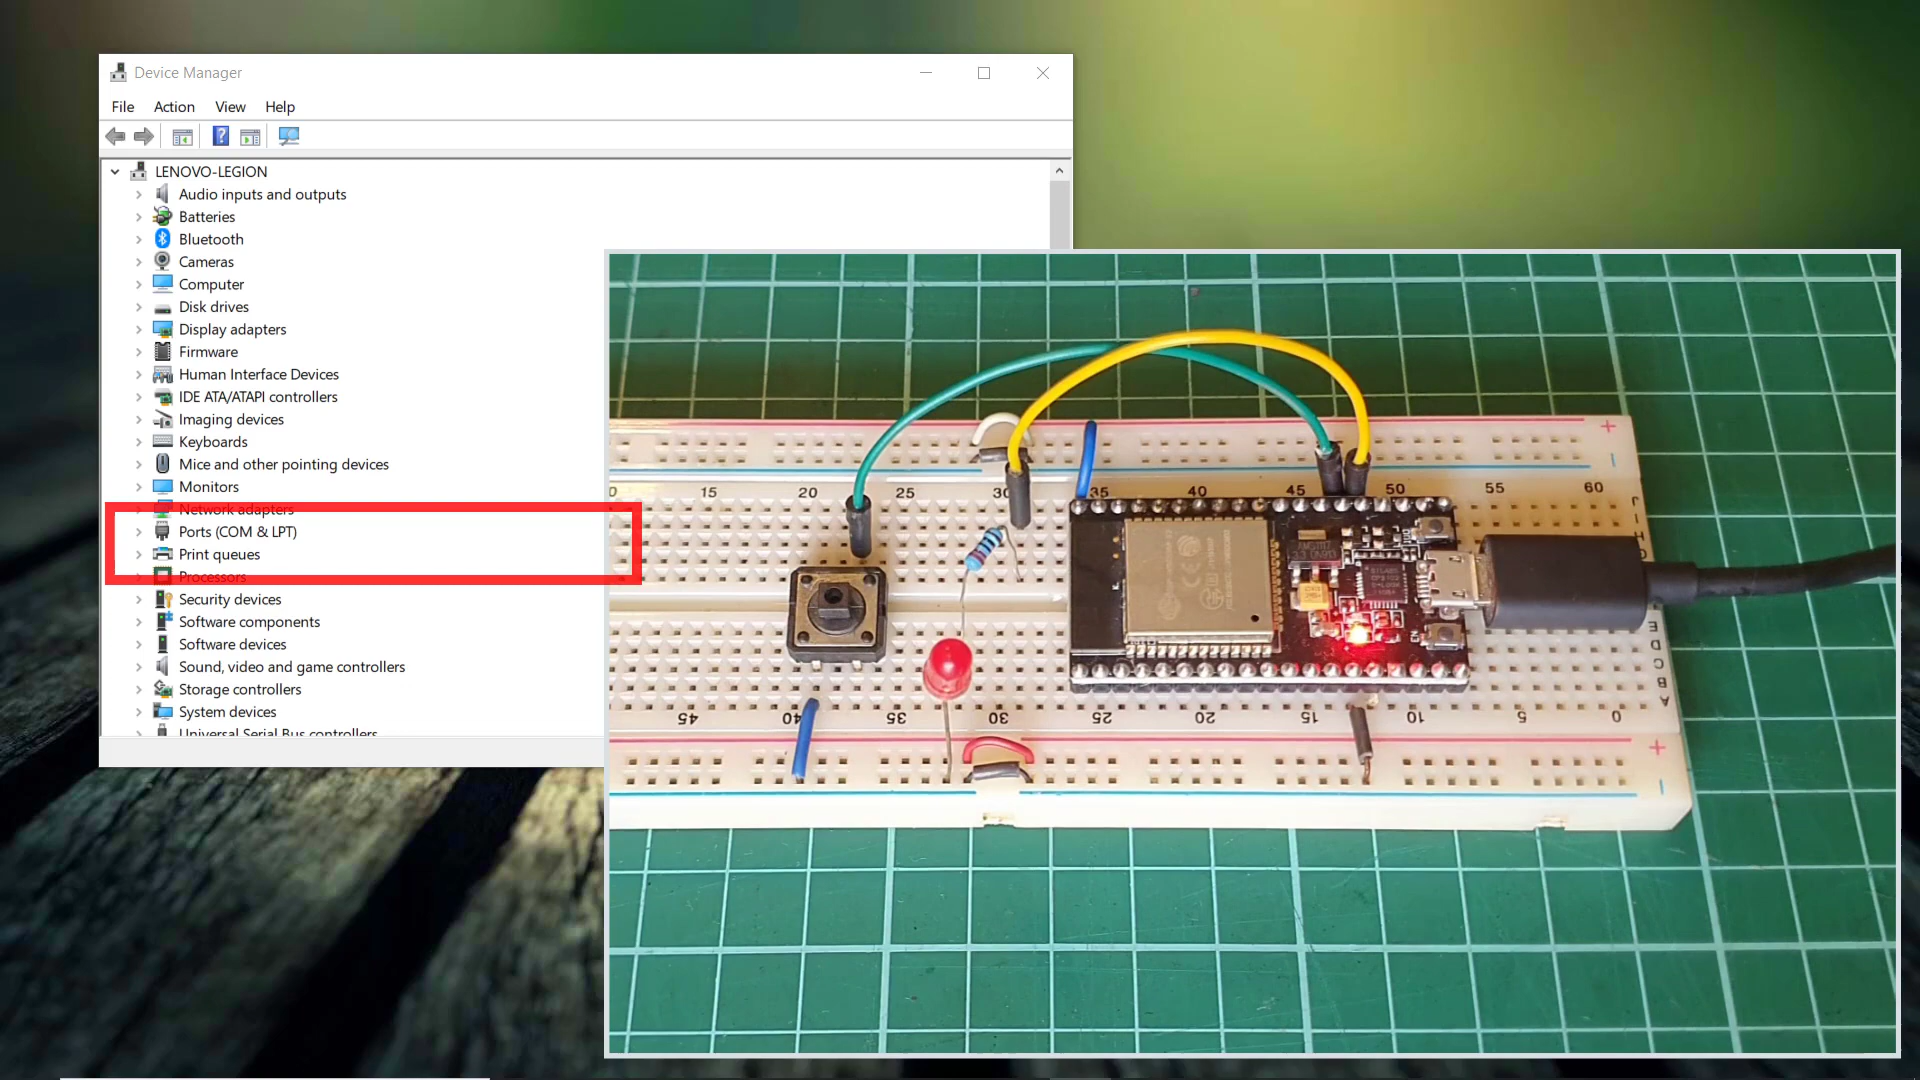 Device Manager
File Action View Help
LENOVO-LEGION
Audio inputs and outputs
Batteries
Bluetooth
Cameras
Computer
Disk drives
Display adapters
Firmware
Human Interface Devices
IDE ATA/ATAPI controllers
Imaging devices
Keyboards
Mice and other pointing devices
Monitors
Network adapters
Ports (COM & LPT)
Print queues
Processors
Security devices
Software components
Software devices
Sound, video and game controllers
Storage controllers
System devices
Universal Serial Bus controllers
15 20 25 30 35 40 45 50 55 60
45 40 35 30 25 20 15 10 5 0